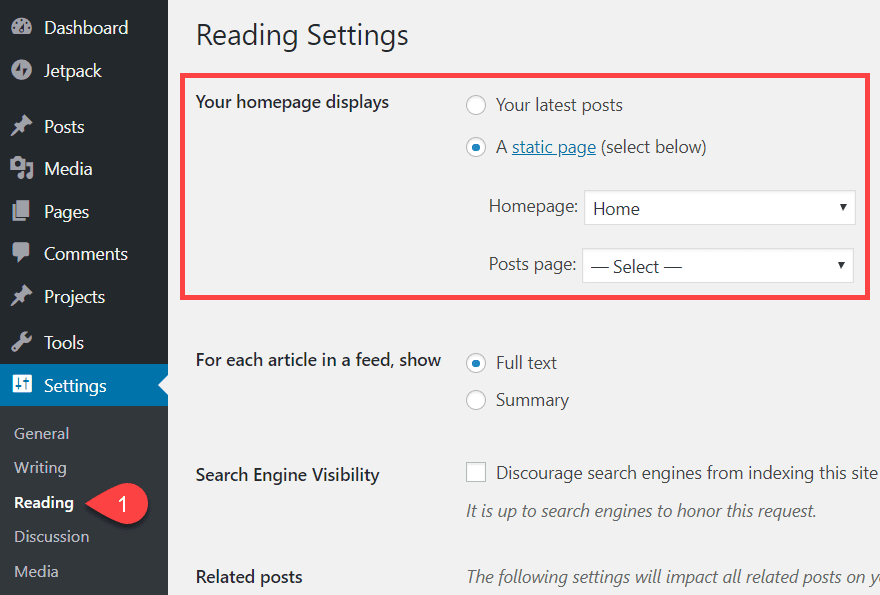 Dashboard
Jetpack
Posts
Media
Pages
Comments
Projects
Tools
Settings
General
Writing
Reading
1
Discussion
Media
Reading Settings
Your homepage displays
Your latest posts
A static page (select below)
Homepage: Home
Posts page: — Select —
For each article in a feed, show
Full text
Summary
Search Engine Visibility
Discourage search engines from indexing this site
It is up to search engines to honor this request.
Related posts
The following settings will impact all related posts on